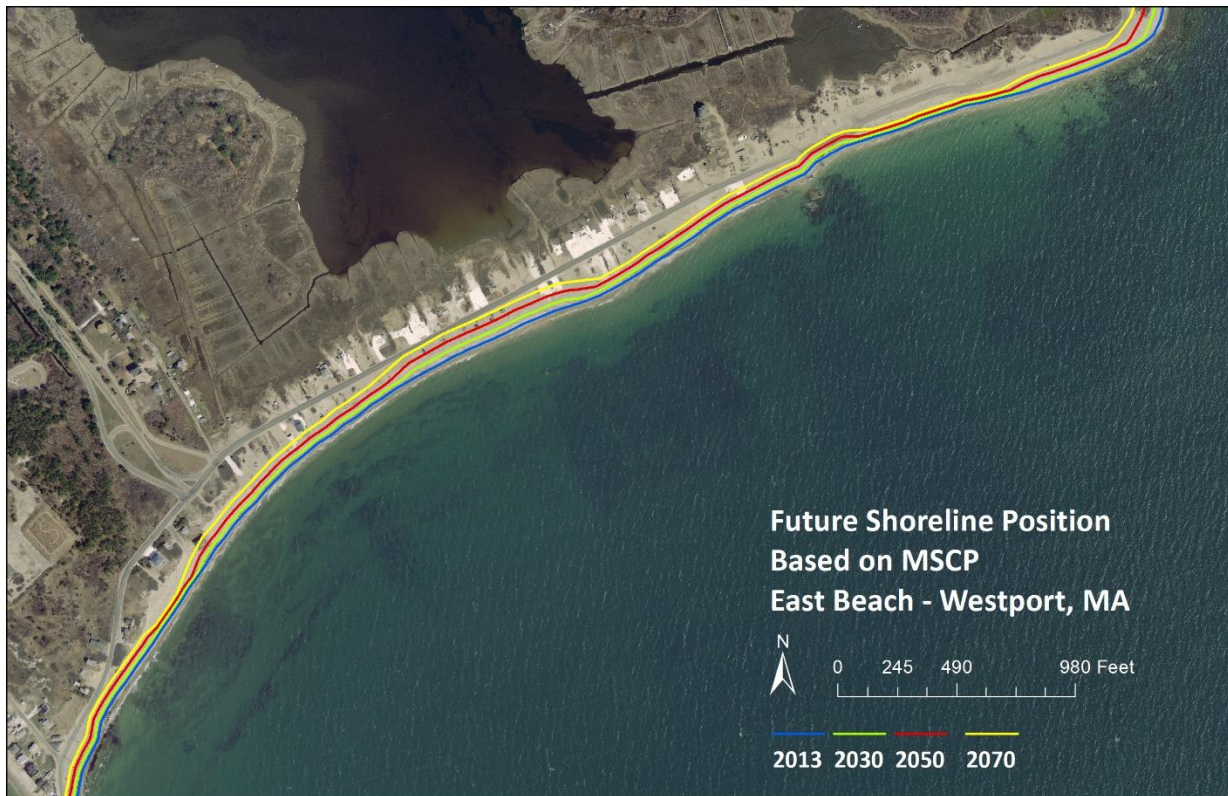 Future Shoreline Position
Based on MSCP
East Beach - Westport, MA
N
0 245 490 980 Feet
2013 2030 2050 2070